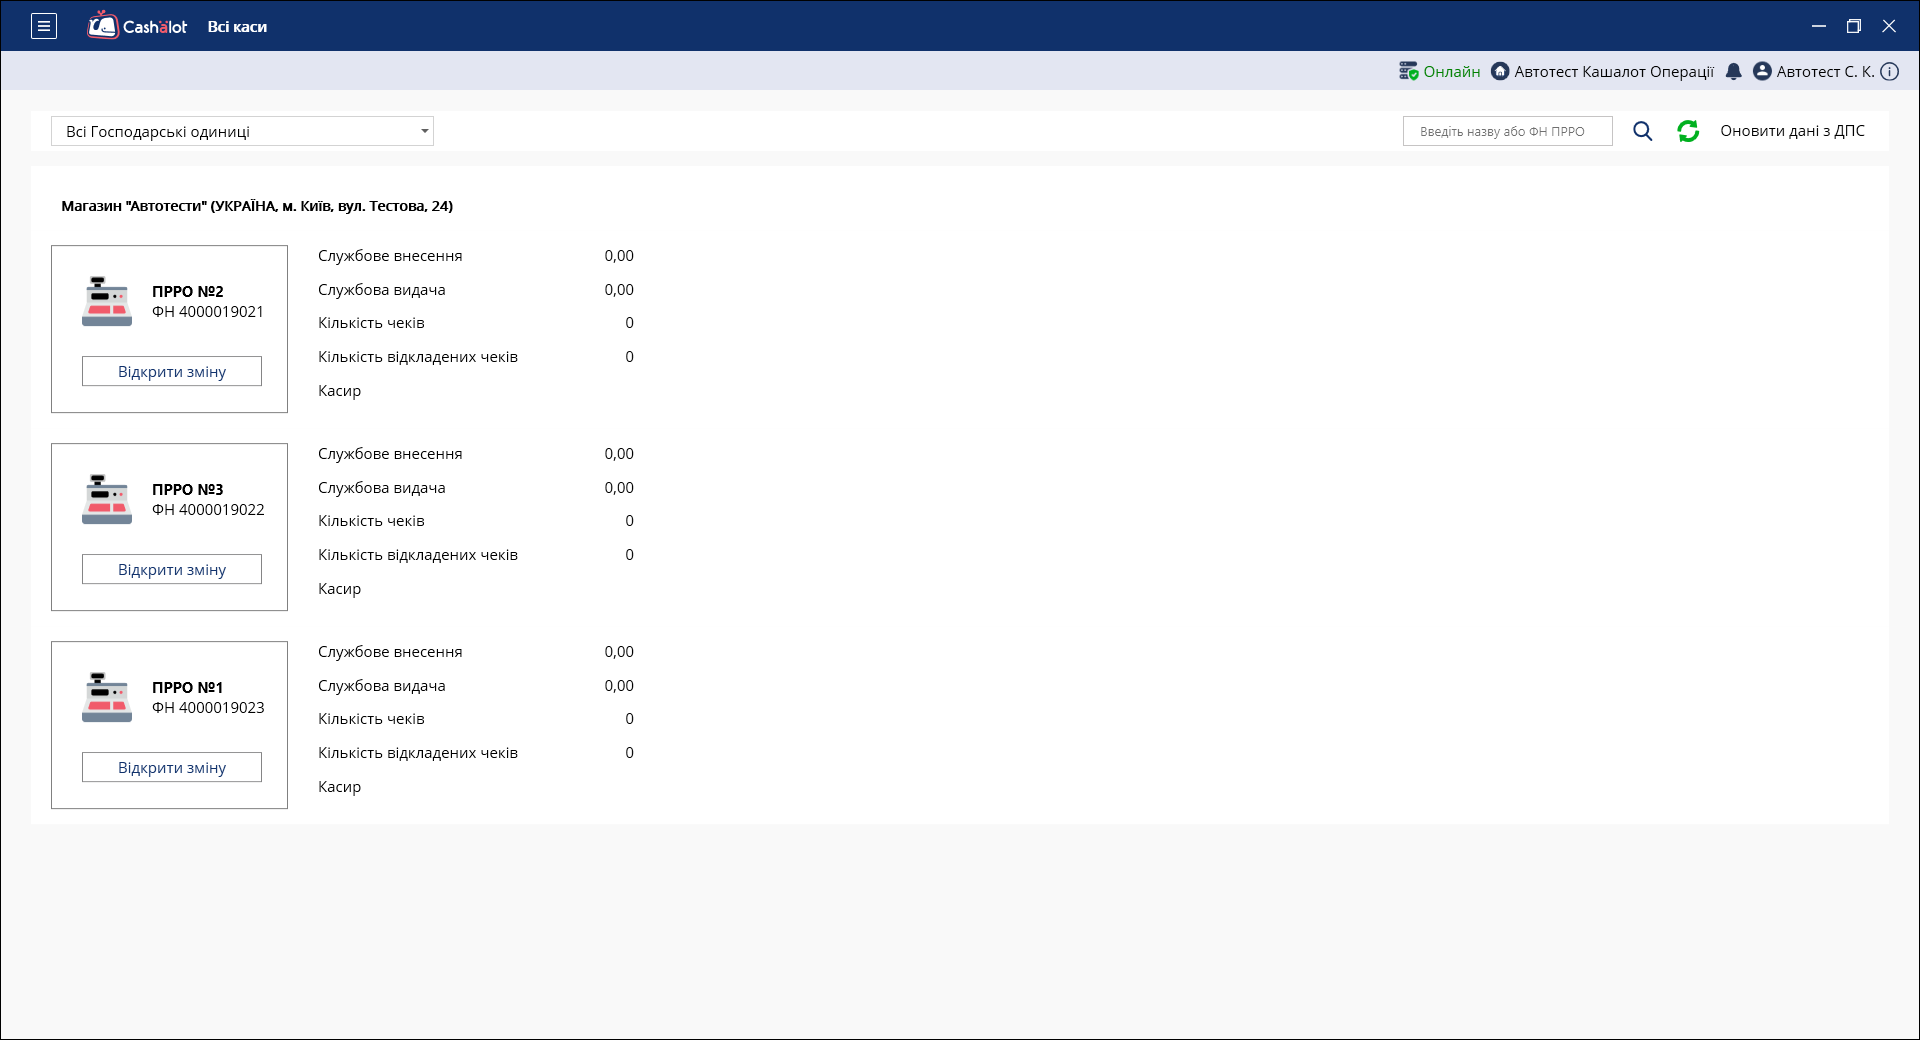 Cashalot Всі каси
Онлайн Автотест Кашалот Операції Автотест С. К.
Всі Господарські одиниці Введіть назву або ФН ПРРО Оновити дані з ДПС
Магазин "Автотести" (УКРАЇНА, м. Київ, вул. Тестова, 24)
ПРРО №2
ФН 4000019021
Відкрити зміну
Службове внесення 0,00
Службова видача 0,00
Кількість чеків 0
Кількість відкладених чеків 0
Касир
ПРРО №3
ФН 4000019022
Відкрити зміну
Службове внесення 0,00
Службова видача 0,00
Кількість чеків 0
Кількість відкладених чеків 0
Касир
ПРРО №1
ФН 4000019023
Відкрити зміну
Службове внесення 0,00
Службова видача 0,00
Кількість чеків 0
Кількість відкладених чеків 0
Касир